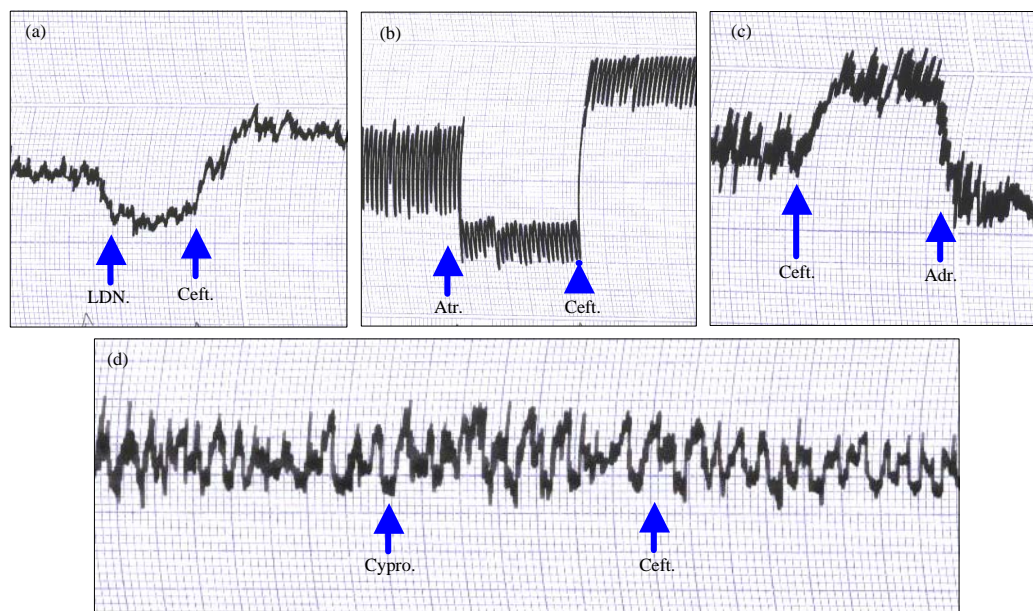 (a)
LDN.
Ceft.
(b)
Atr.
Ceft.
(c)
Ceft.
Adr.
(d)
Cypro.
Ceft.